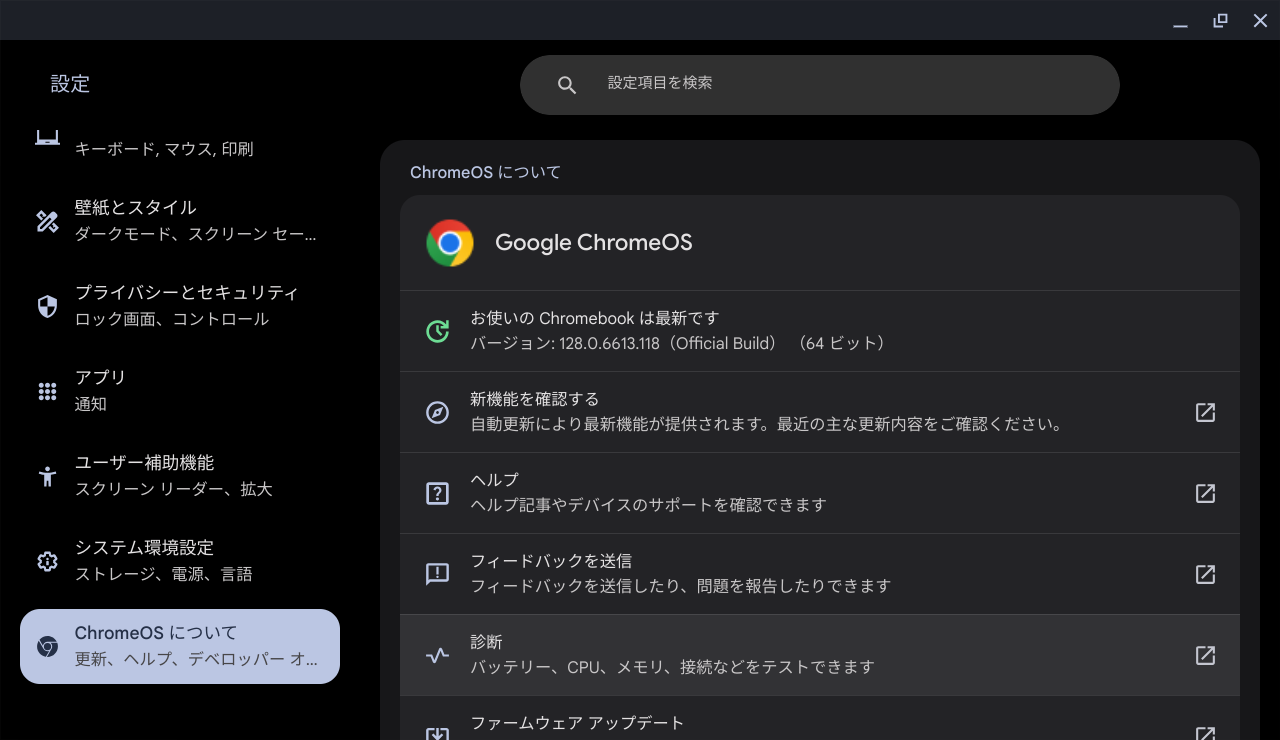 設定
設定項目を検索
キーボード, マウス, 印刷
壁紙とスタイル
ダークモード、スクリーン セー...
プライバシーとセキュリティ
ロック画面、コントロール
アプリ
通知
ユーザー補助機能
スクリーン リーダー、拡大
システム環境設定
ストレージ、電源、言語
ChromeOS について
更新、ヘルプ、デベロッパー オ...
ChromeOS について
Google ChromeOS
お使いの Chromebook は最新です
バージョン: 128.0.6613.118（Official Build） （64 ビット）
新機能を確認する
自動更新により最新機能が提供されます。最近の主な更新内容をご確認ください。
ヘルプ
ヘルプ記事やデバイスのサポートを確認できます
フィードバックを送信
フィードバックを送信したり、問題を報告したりできます
診断
バッテリー、CPU、メモリ、接続などをテストできます
ファームウェア アップデート